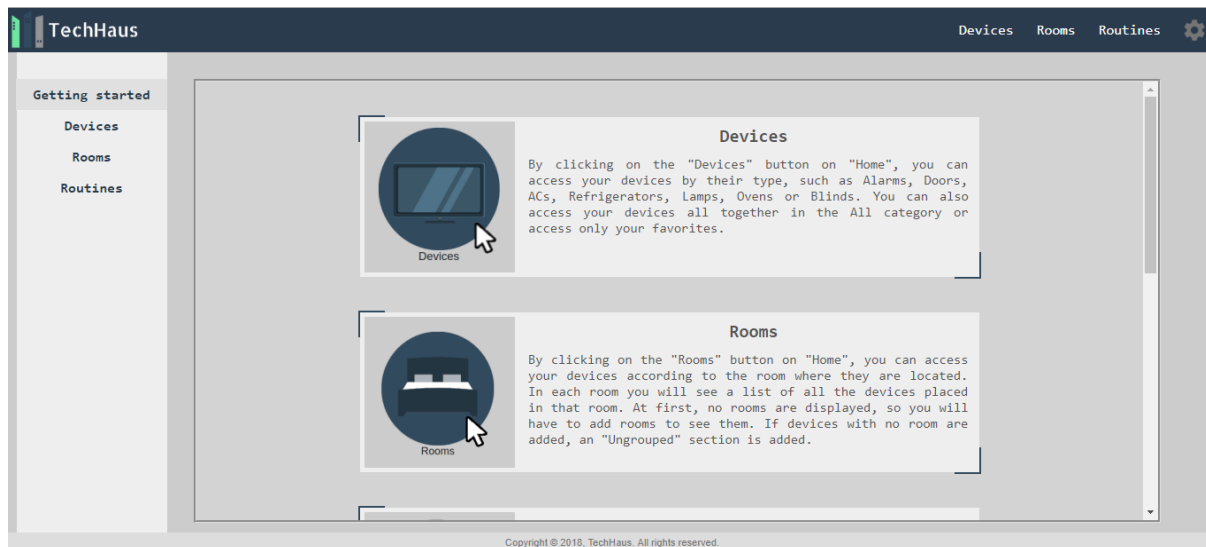 TechHaus
Devices Rooms Routines
Getting started
Devices
Rooms
Routines
Devices
By clicking on the "Devices" button on "Home", you can
access your devices by their type, such as Alarms, Doors,
ACs, Refrigerators, Lamps, Ovens or Blinds. You can also
access your devices all together in the All category or
access only your favorites.
Devices
Rooms
By clicking on the "Rooms" button on "Home", you can access
your devices according to the room where they are located.
In each room you will see a list of all the devices placed
in that room. At first, no rooms are displayed, so you will
have to add rooms to see them. If devices with no room are
added, an "Ungrouped" section is added.
Rooms
Copyright © 2018, TechHaus. All rights reserved.